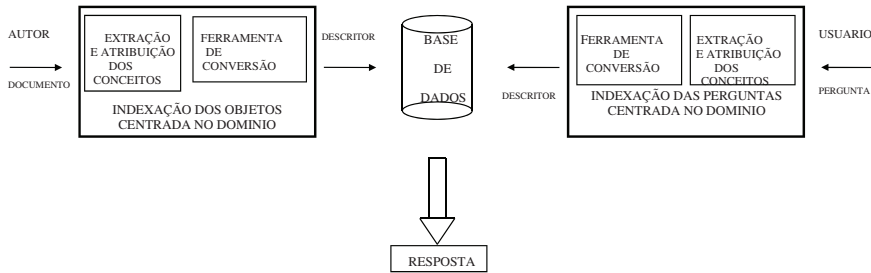 AUTOR
DOCUMENTO
EXTRAÇÃO
E ATRIBUIÇÃO
DOS
CONCEITOS
FERRAMENTA
DE
CONVERSÃO
INDEXAÇÃO DOS OBJETOS
CENTRADA NO DOMINIO
DESCRITOR
BASE
DE
DADOS
DESCRITOR
FERRAMENTA
DE
CONVERSÃO
EXTRAÇÃO
E ATRIBUIÇÃO
DOS
CONCEITOS
INDEXAÇÃO DAS PERGUNTAS
CENTRADA NO DOMINIO
USUARIO
PERGUNTA
RESPOSTA